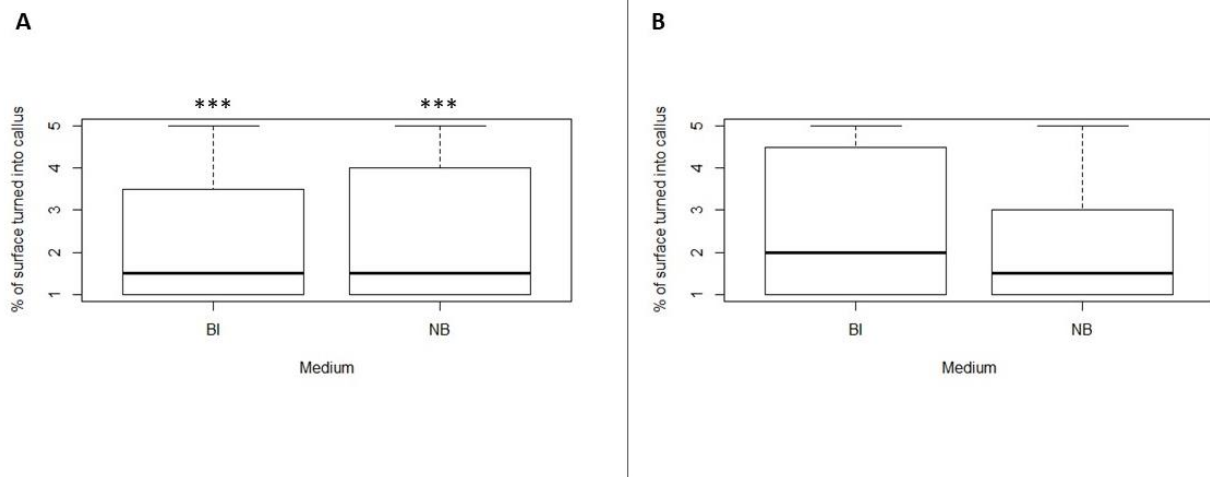 A
***
***
% of surface turned into callus
5
4
3
2
1
BI
NB
Medium
B
% of surface turned into callus
5
4
3
2
1
BI
NB
Medium